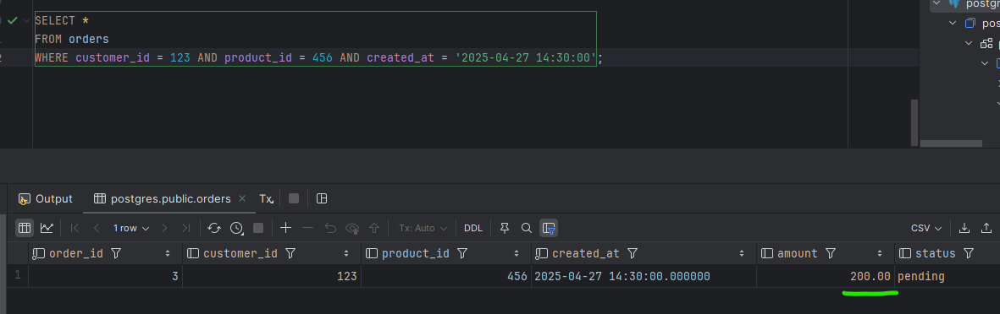 SELECT *
FROM orders
WHERE customer_id = 123 AND product_id = 456 AND created_at = '2025-04-27 14:30:00';
2
postgres
Output postgres.public.orders × Tx
1 row Tx: Auto DDL CSV
order_id customer_id product_id created_at amount status
1 3 123 456 2025-04-27 14:30:00.000000 200.00 pending